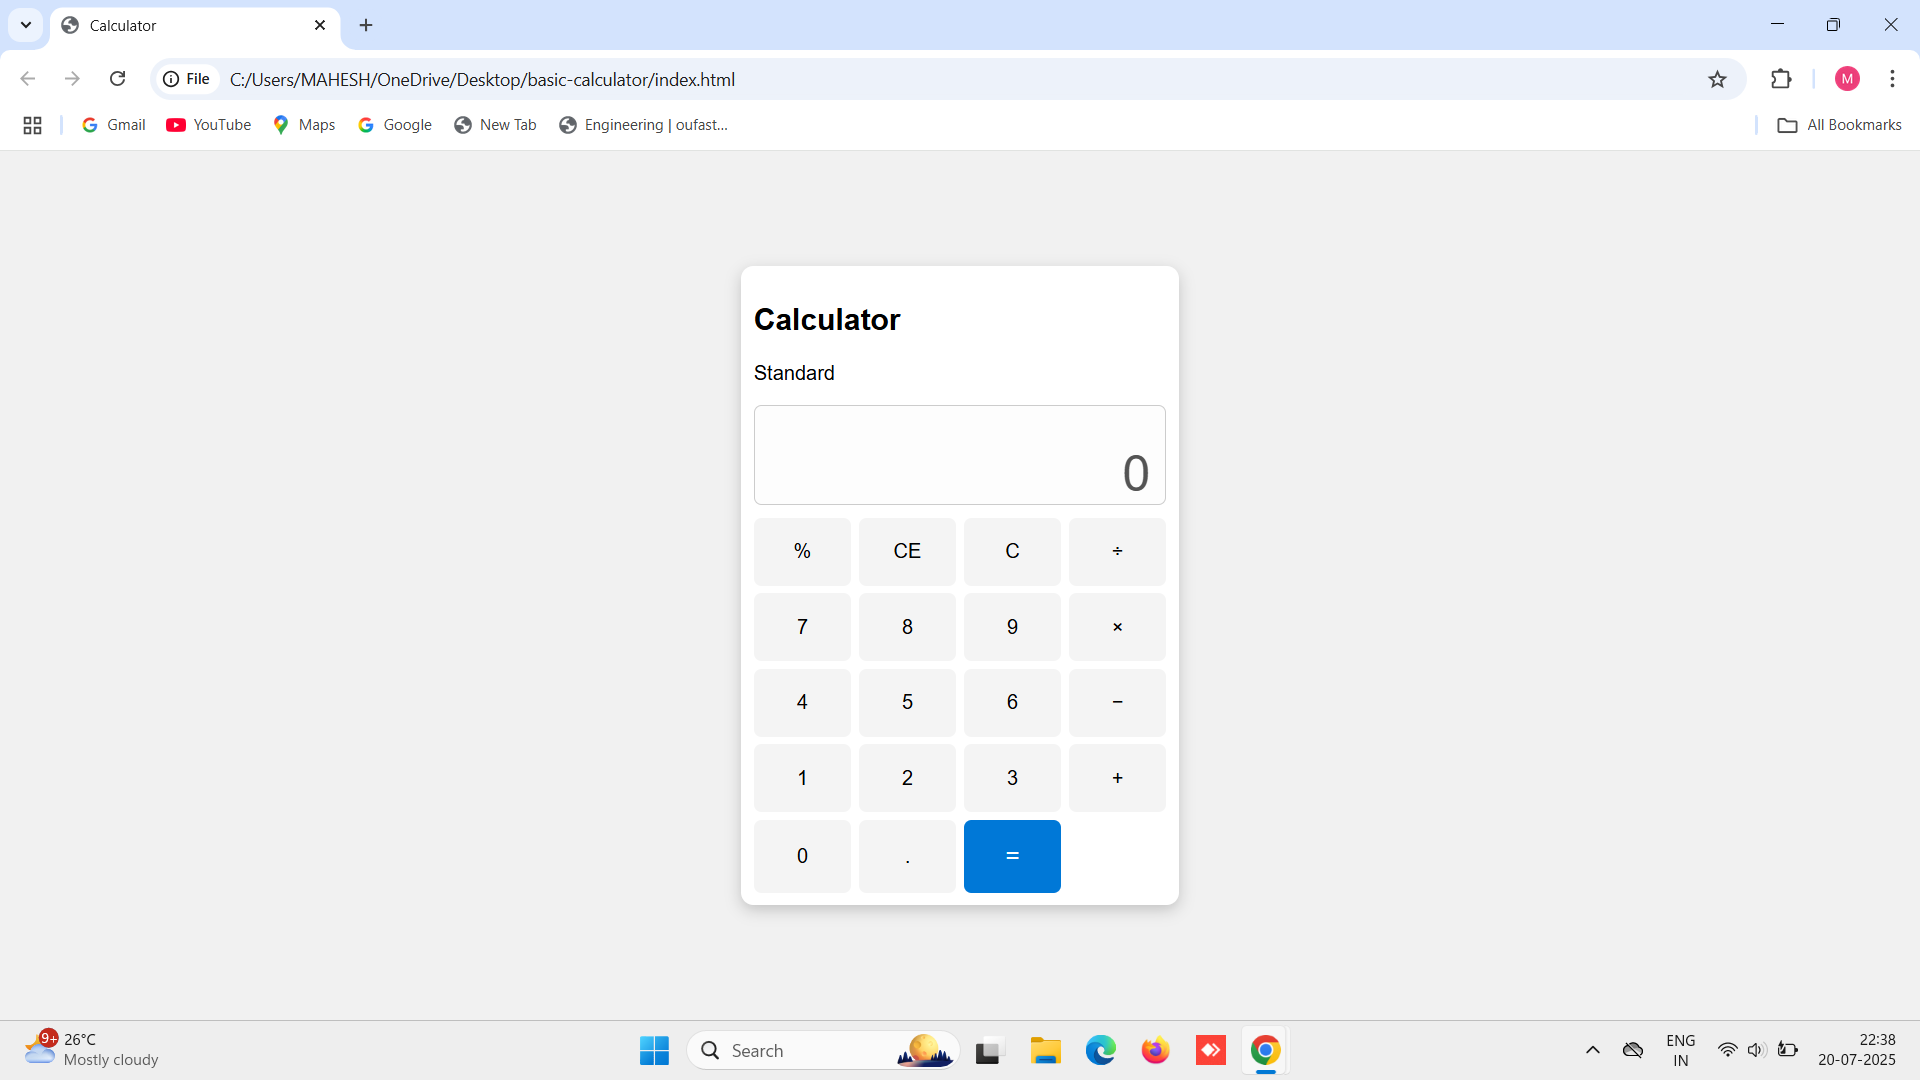 Calculator
File
C:/Users/MAHESH/OneDrive/Desktop/basic-calculator/index.html
M
Gmail
YouTube
Maps
Google
New Tab
Engineering | oufast...
All Bookmarks
Calculator
Standard
0
% CE C ÷
7 8 9 ×
4 5 6 −
1 2 3 +
0 . =
9+
26°C
Mostly cloudy
Search
ENG
IN
22:38
20-07-2025